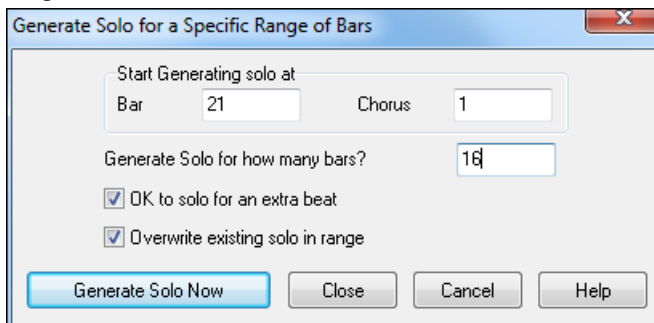 Generate Solo for a Specific Range of Bars
Start Generating solo at
Bar 21 Chorus 1
Generate Solo for how many bars? 16
OK to solo for an extra beat
Overwrite existing solo in range
Generate Solo Now Close Cancel Help